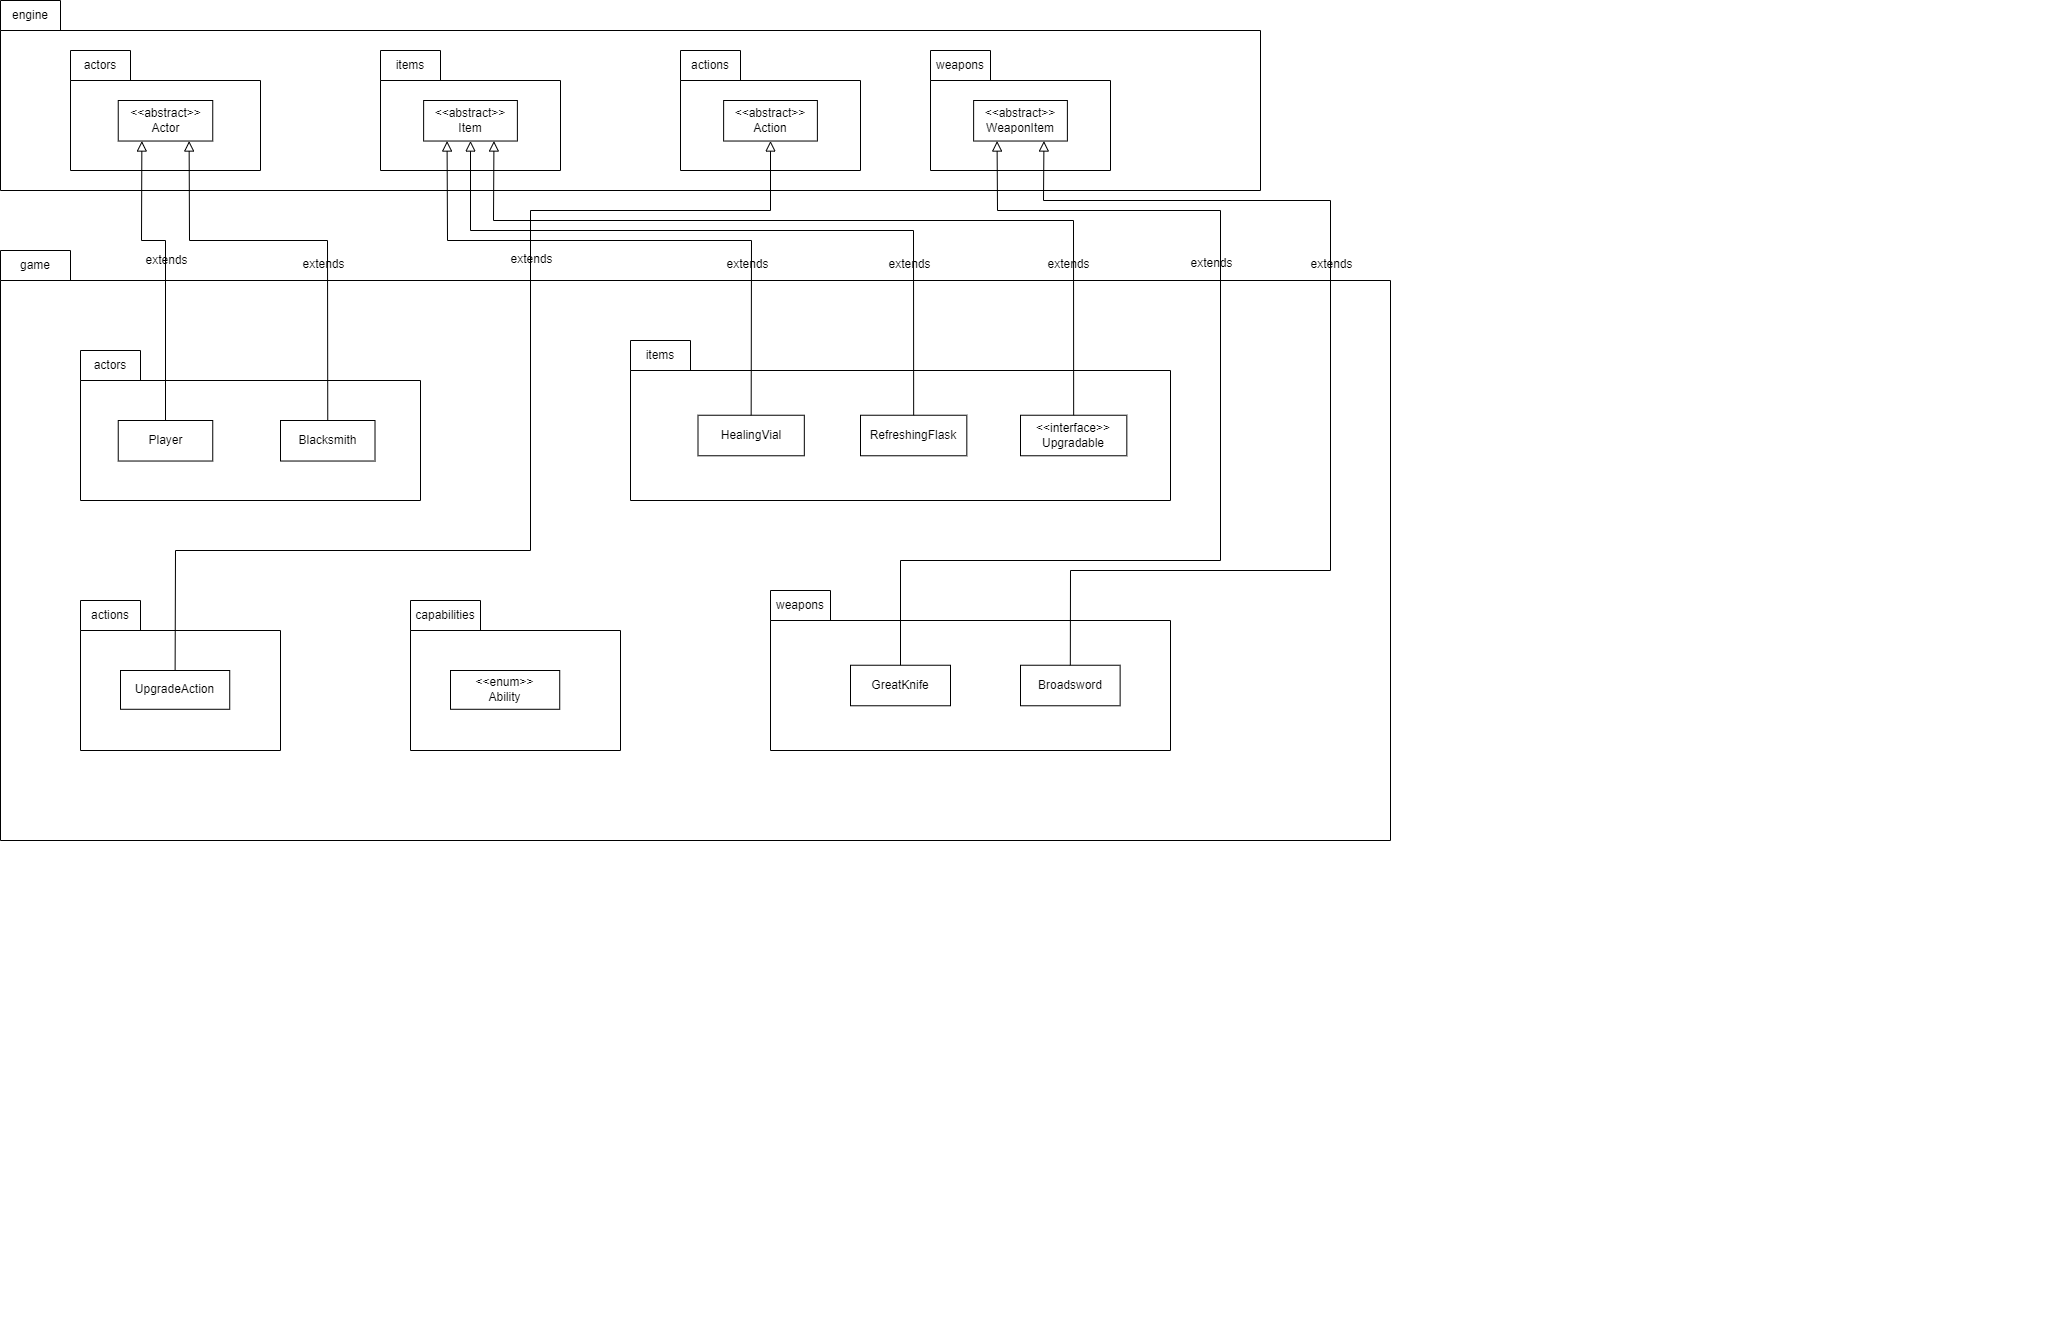 engine
actors
items
actions
weapons
<<abstract>>
Actor
<<abstract>>
Item
<<abstract>>
Action
<<abstract>>
WeaponItem
game
extends
extends
extends
extends
extends
extends
extends
extends
actors
items
Player
Blacksmith
HealingVial
RefreshingFlask
<<interface>>
Upgradable
actions
capabilities
weapons
UpgradeAction
<<enum>>
Ability
GreatKnife
Broadsword